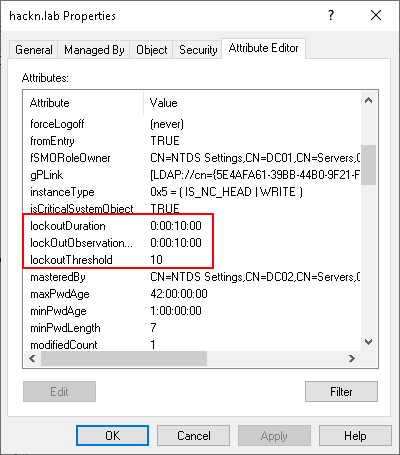 hackn.lab Properties
General Managed By Object Security Attribute Editor
Attributes:
Attribute Value
forceLogoff (never)
fromEntry TRUE
fSMORoleOwner CN=NTDS Settings,CN=DC01,CN=Servers,
gPLink [LDAP://cn={5E4AFA61-39BB-44B0-9F21-F
instanceType 0x5 = ( IS_NC_HEAD | WRITE )
isCriticalSystemObject TRUE
lockoutDuration 0:00:10:00
lockOutObservation... 0:00:10:00
lockoutThreshold 10
masteredBy CN=NTDS Settings,CN=DC02,CN=Servers,
maxPwdAge 42:00:00:00
minPwdAge 1:00:00:00
minPwdLength 7
modifiedCount 1
Edit Filter
OK Cancel Apply Help